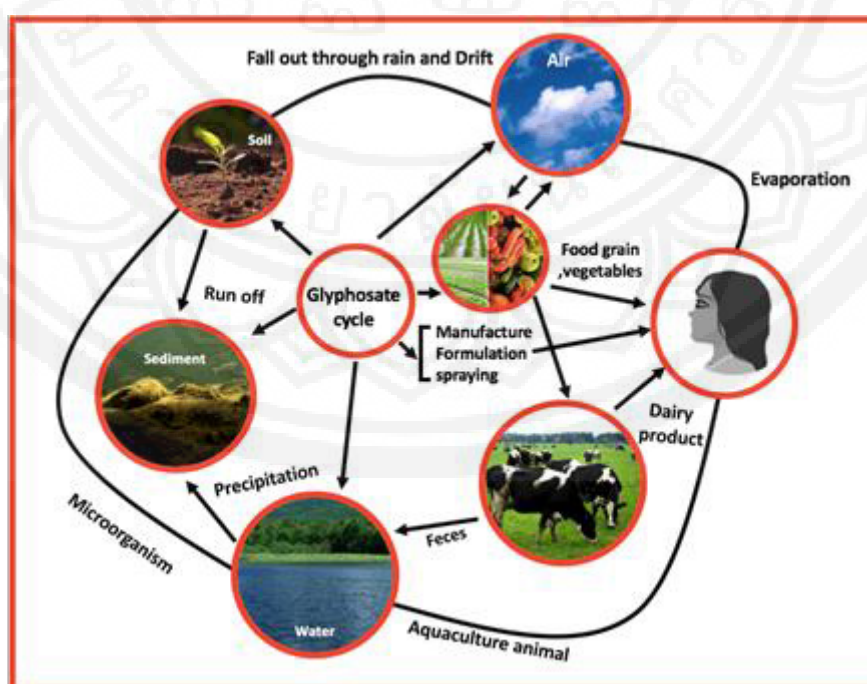 Fall out through rain and Drift
Air
Soil
Evaporation
Food grain
,vegetables
Glyphosate
cycle
Run off
Manufacture
Formulation
spraying
Sediment
Dairy
product
Precipitation
Feces
Microorganism
Water
Aquaculture animal